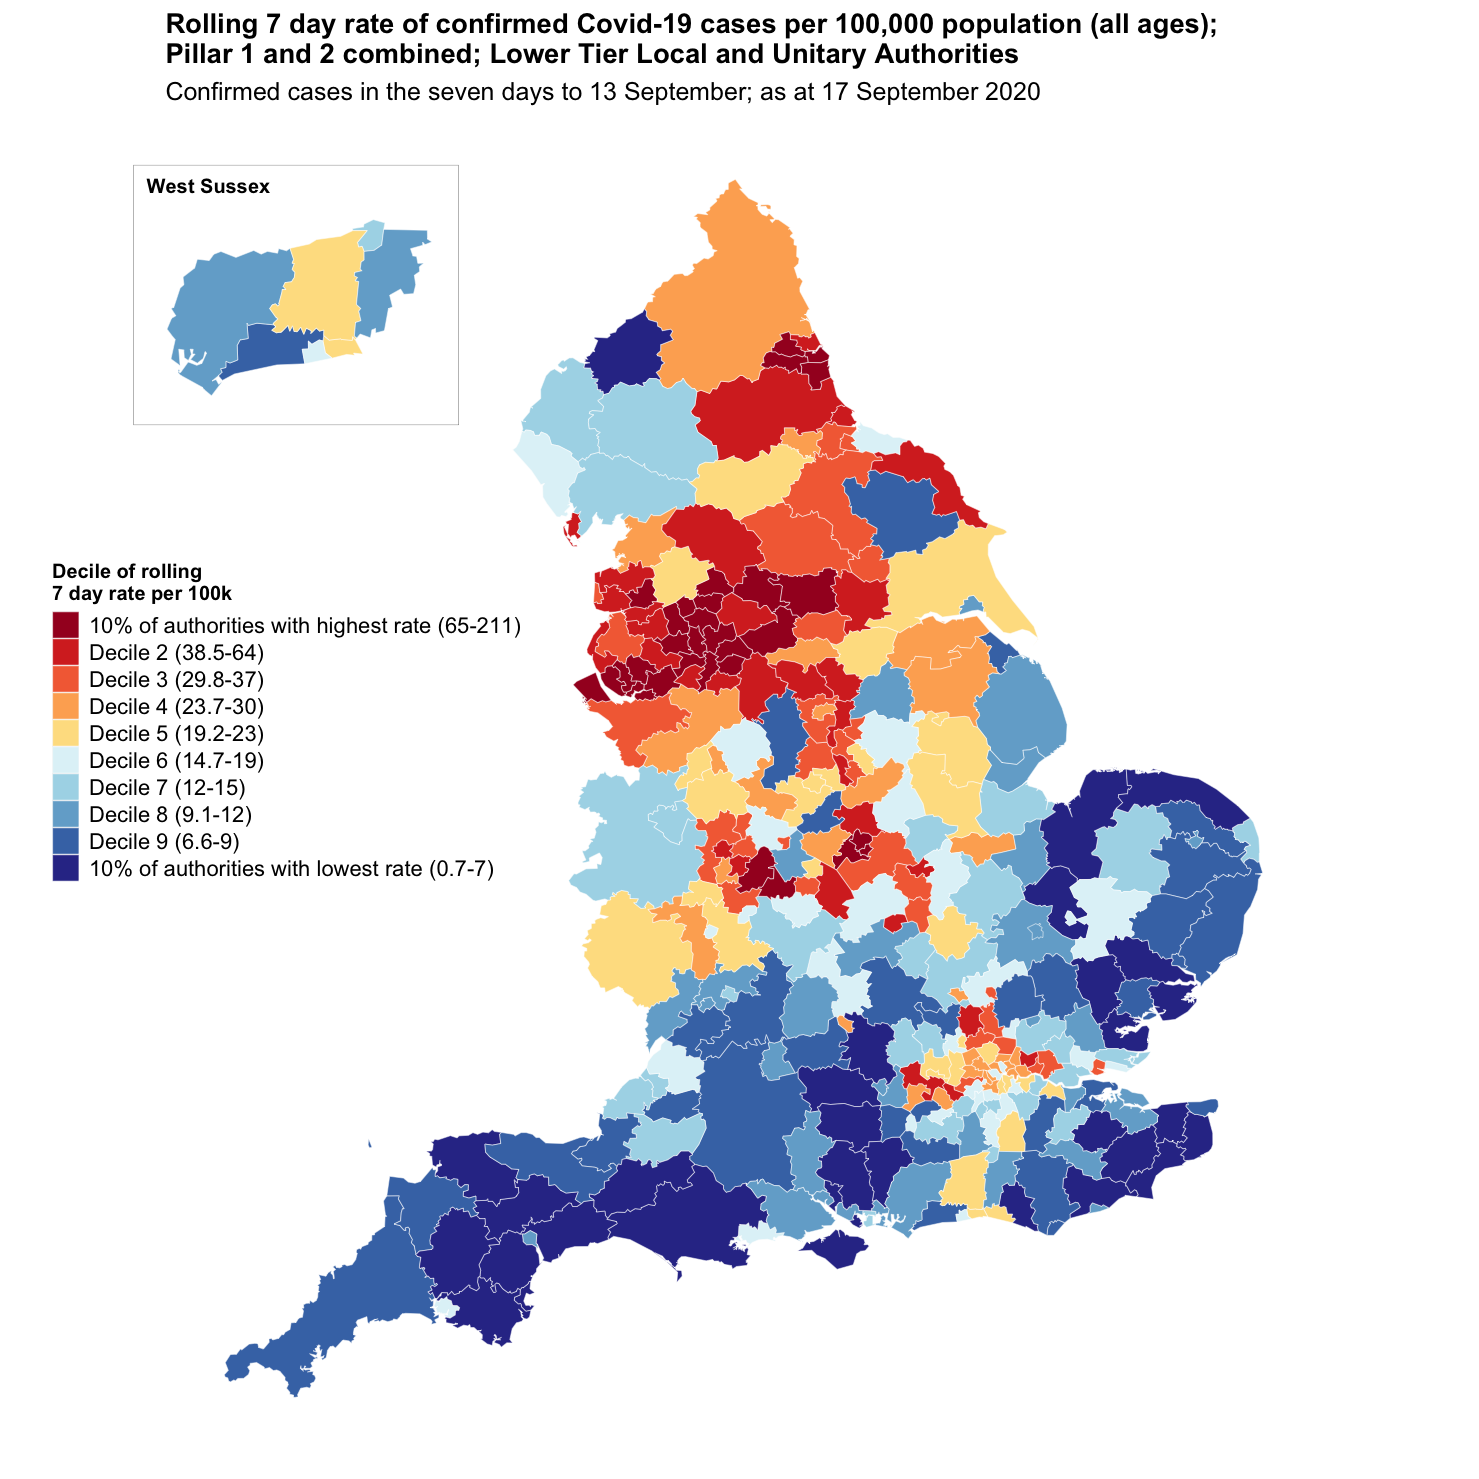 Rolling 7 day rate of confirmed Covid-19 cases per 100,000 population (all ages);
Pillar 1 and 2 combined; Lower Tier Local and Unitary Authorities
Confirmed cases in the seven days to 13 September; as at 17 September 2020
West Sussex
Decile of rolling
7 day rate per 100k
10% of authorities with highest rate (65-211)
Decile 2 (38.5-64)
Decile 3 (29.8-37)
Decile 4 (23.7-30)
Decile 5 (19.2-23)
Decile 6 (14.7-19)
Decile 7 (12-15)
Decile 8 (9.1-12)
Decile 9 (6.6-9)
10% of authorities with lowest rate (0.7-7)